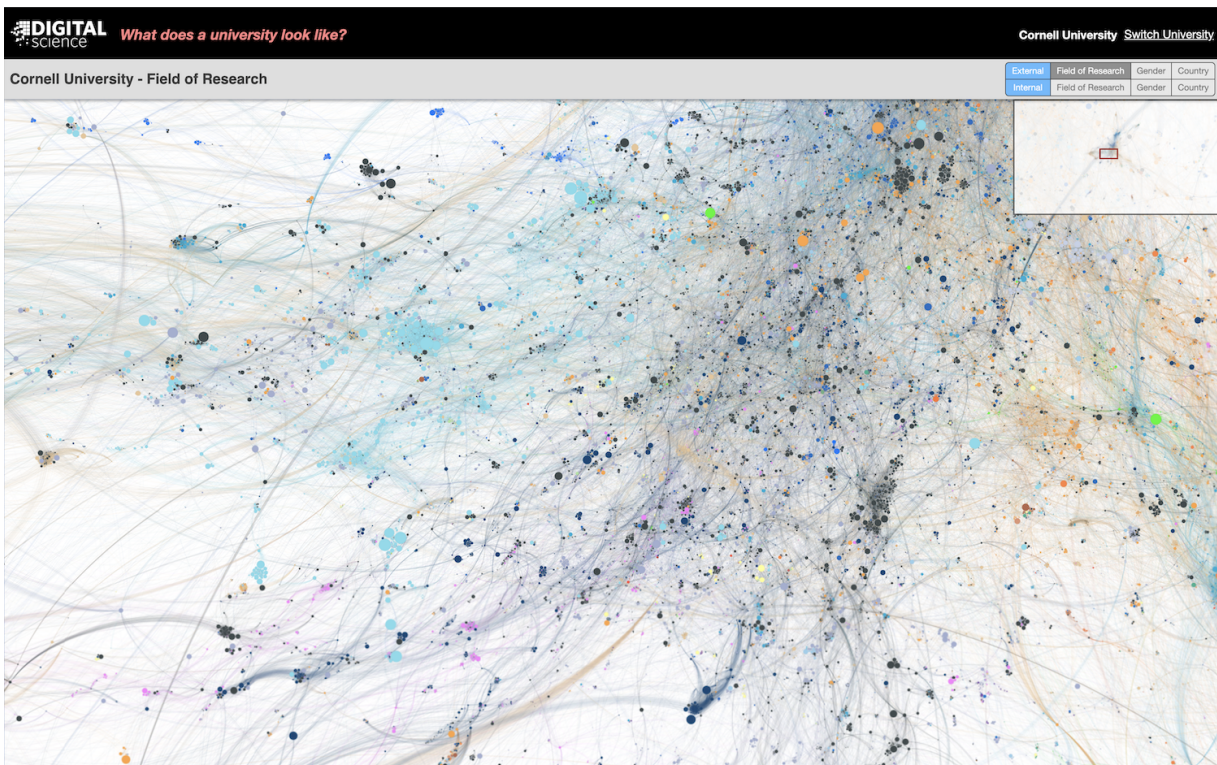 DIGITAL
science
What does a university look like?
Cornell University Switch University
Cornell University - Field of Research
External Field of Research Gender Country
Internal Field of Research Gender Country